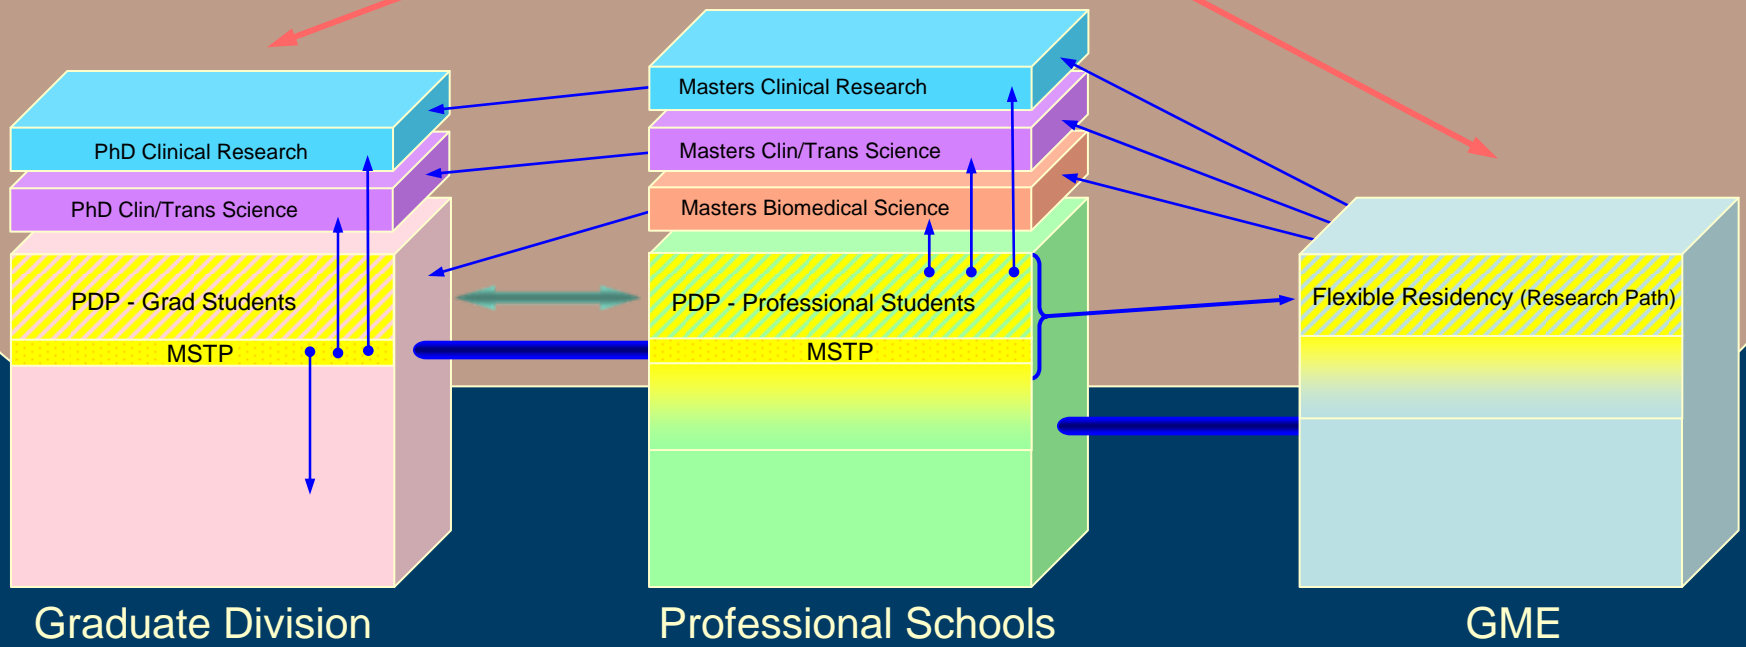 Masters Clinical Research
PhD Clinical Research
Masters Clin/Trans Science
PhD Clin/Trans Science
Masters Biomedical Science
PDP - Grad Students
PDP - Professional Students
Flexible Residency (Research Path)
MSTP
MSTP
Graduate Division
Professional Schools
GME